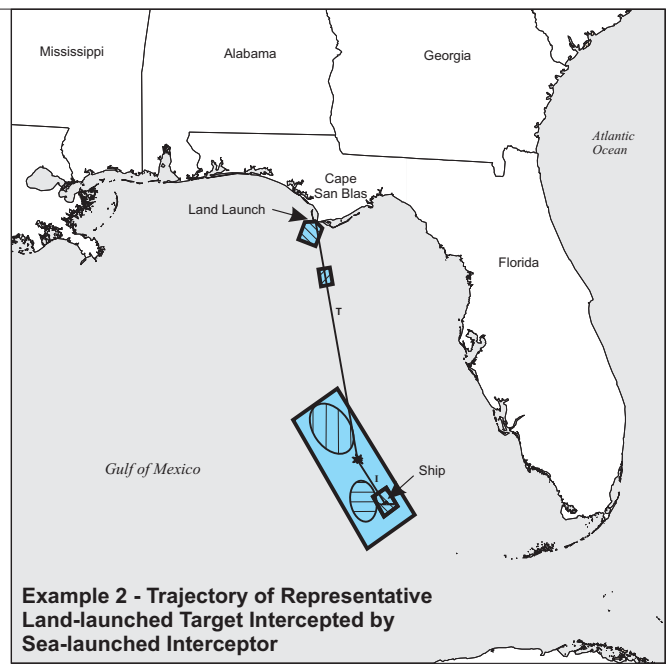 Mississippi
Alabama
Georgia
Atlantic
Ocean
Cape
San Blas
Land Launch
Florida
T
Gulf of Mexico
I
Ship
Example 2 - Trajectory of Representative
Land-launched Target Intercepted by
Sea-launched Interceptor